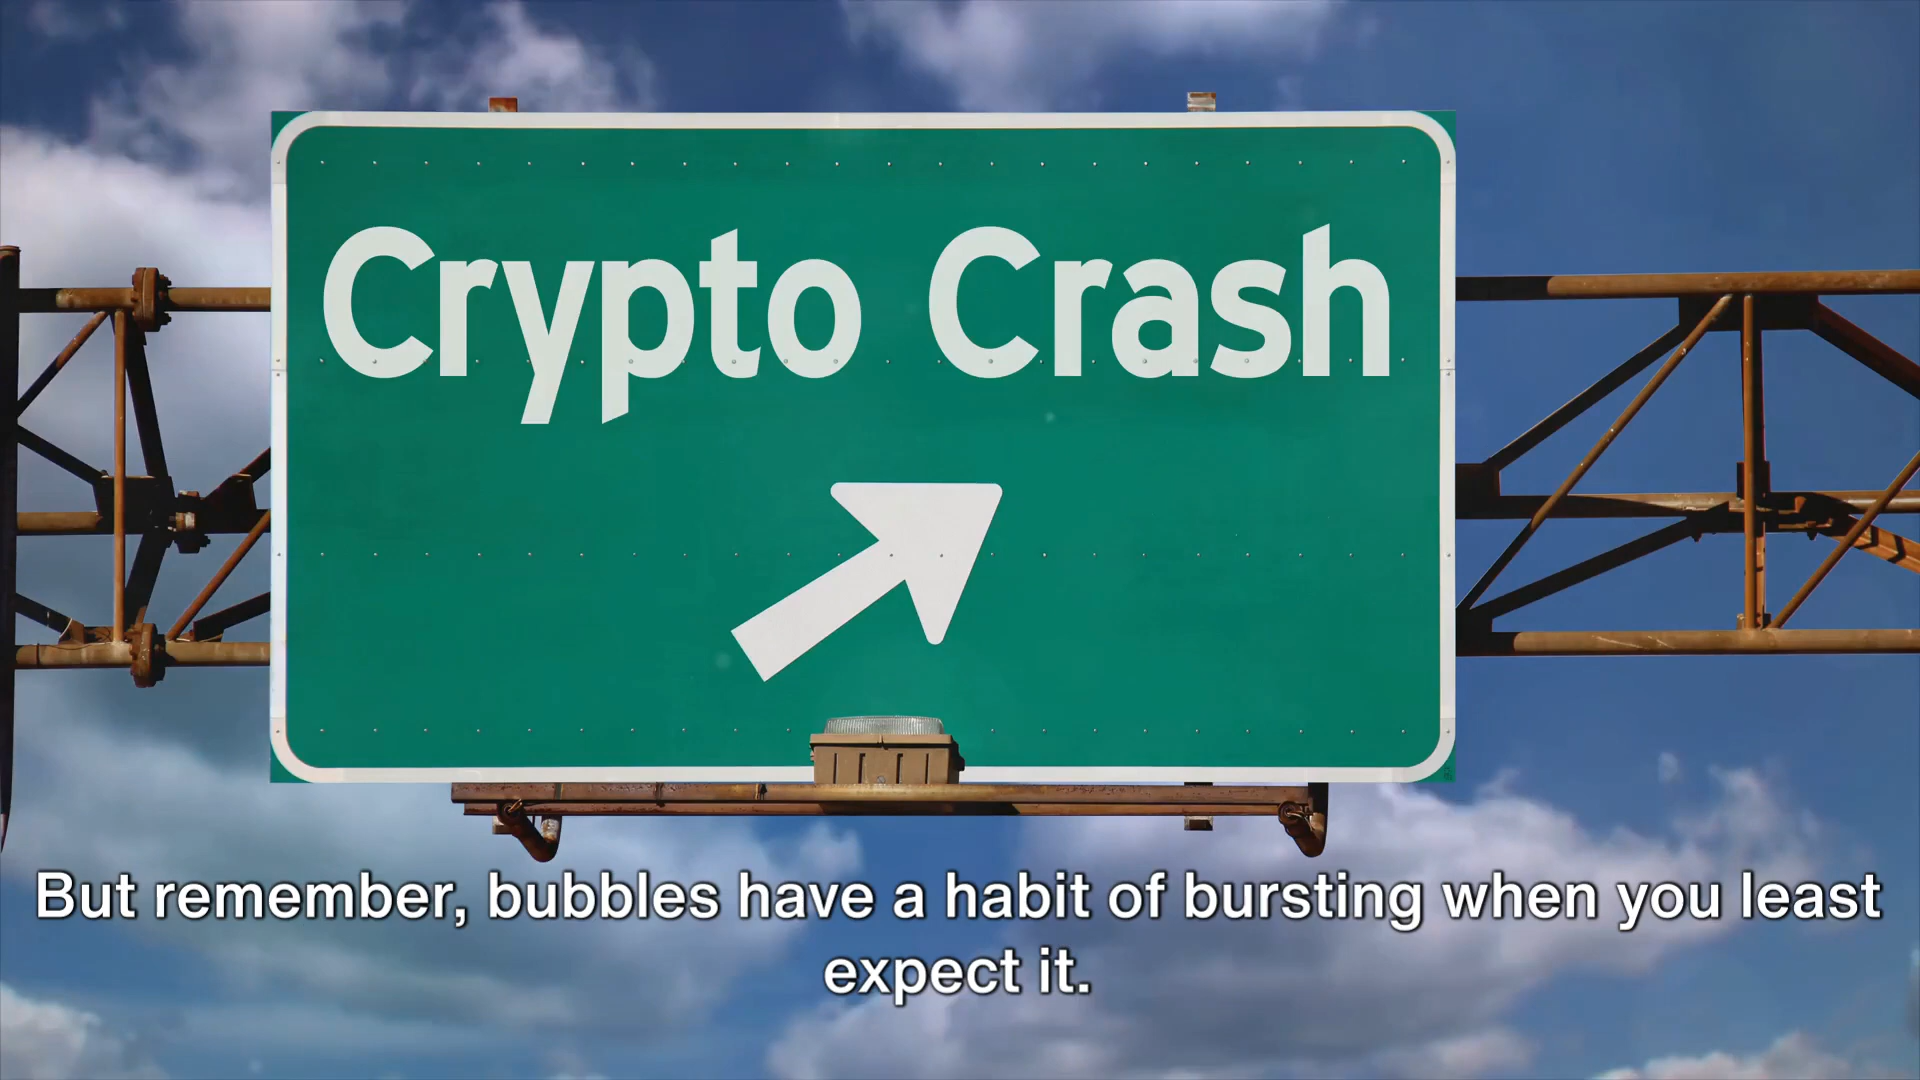 Crypto Crash
But remember, bubbles have a habit of bursting when you least
expect it.